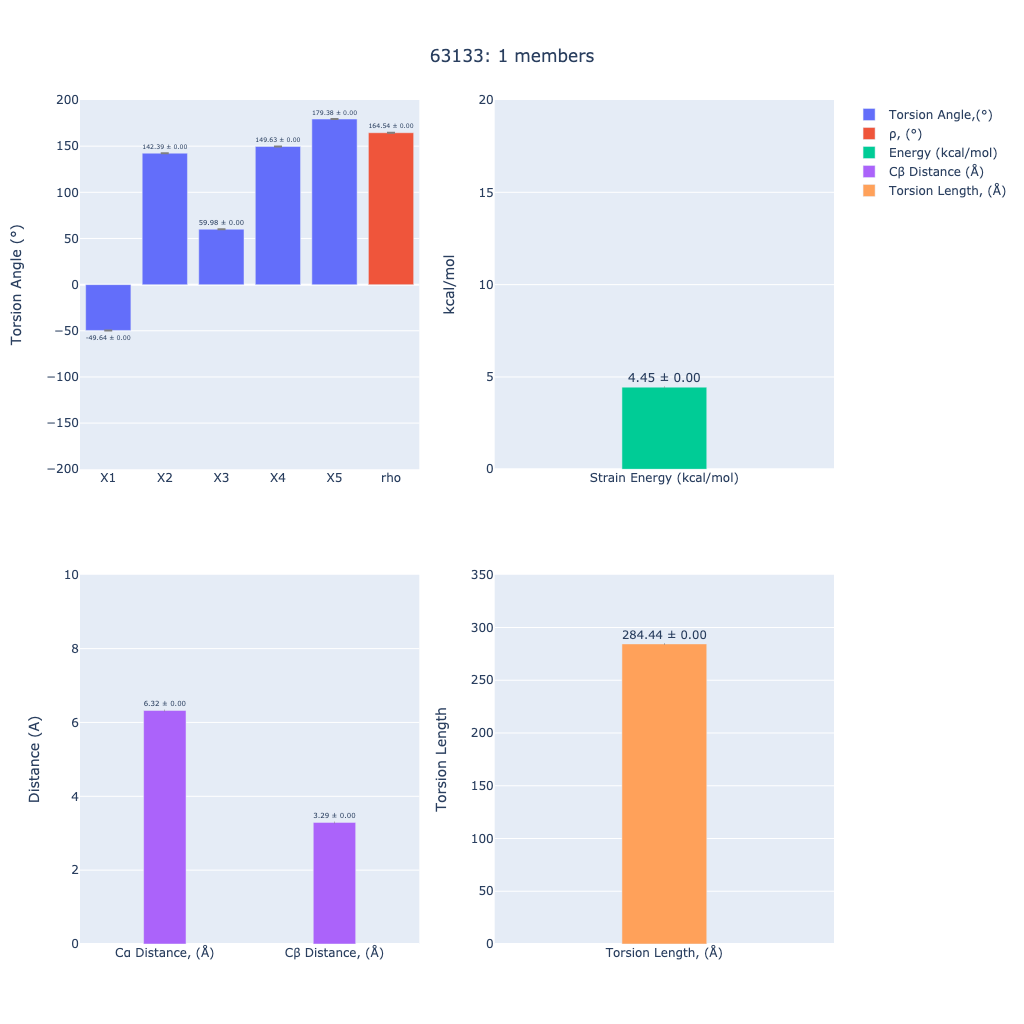 63133: 1 members
Torsion Angle (°)
200
150
100
50
0
−50
−100
−150
−200
-49.64 ± 0.00
142.39 ± 0.00
59.98 ± 0.00
149.63 ± 0.00
179.38 ± 0.00
164.54 ± 0.00
X1
X2
X3
X4
X5
rho
kcal/mol
20
15
10
5
0
4.45 ± 0.00
Strain Energy (kcal/mol)
Torsion Angle,(°)
ρ, (°)
Energy (kcal/mol)
Cβ Distance (Å)
Torsion Length, (Å)
Distance (A)
10
8
6
4
2
0
6.32 ± 0.00
3.29 ± 0.00
Cα Distance, (Å)
Cβ Distance, (Å)
Torsion Length
350
300
250
200
150
100
50
0
284.44 ± 0.00
Torsion Length, (Å)